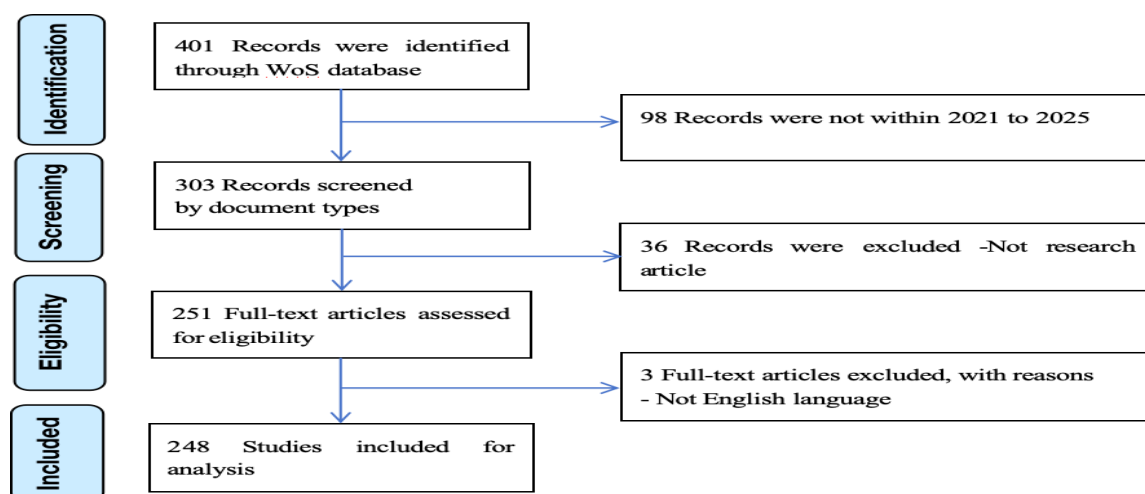 Identification
401 Records were identified
through WoS database
98 Records were not within 2021 to 2025
Screening
303 Records screened
by document types
36 Records were excluded -Not research
article
Eligibility
251 Full-text articles assessed
for eligibility
3 Full-text articles excluded, with reasons
- Not English language
Included
248 Studies included for
analysis